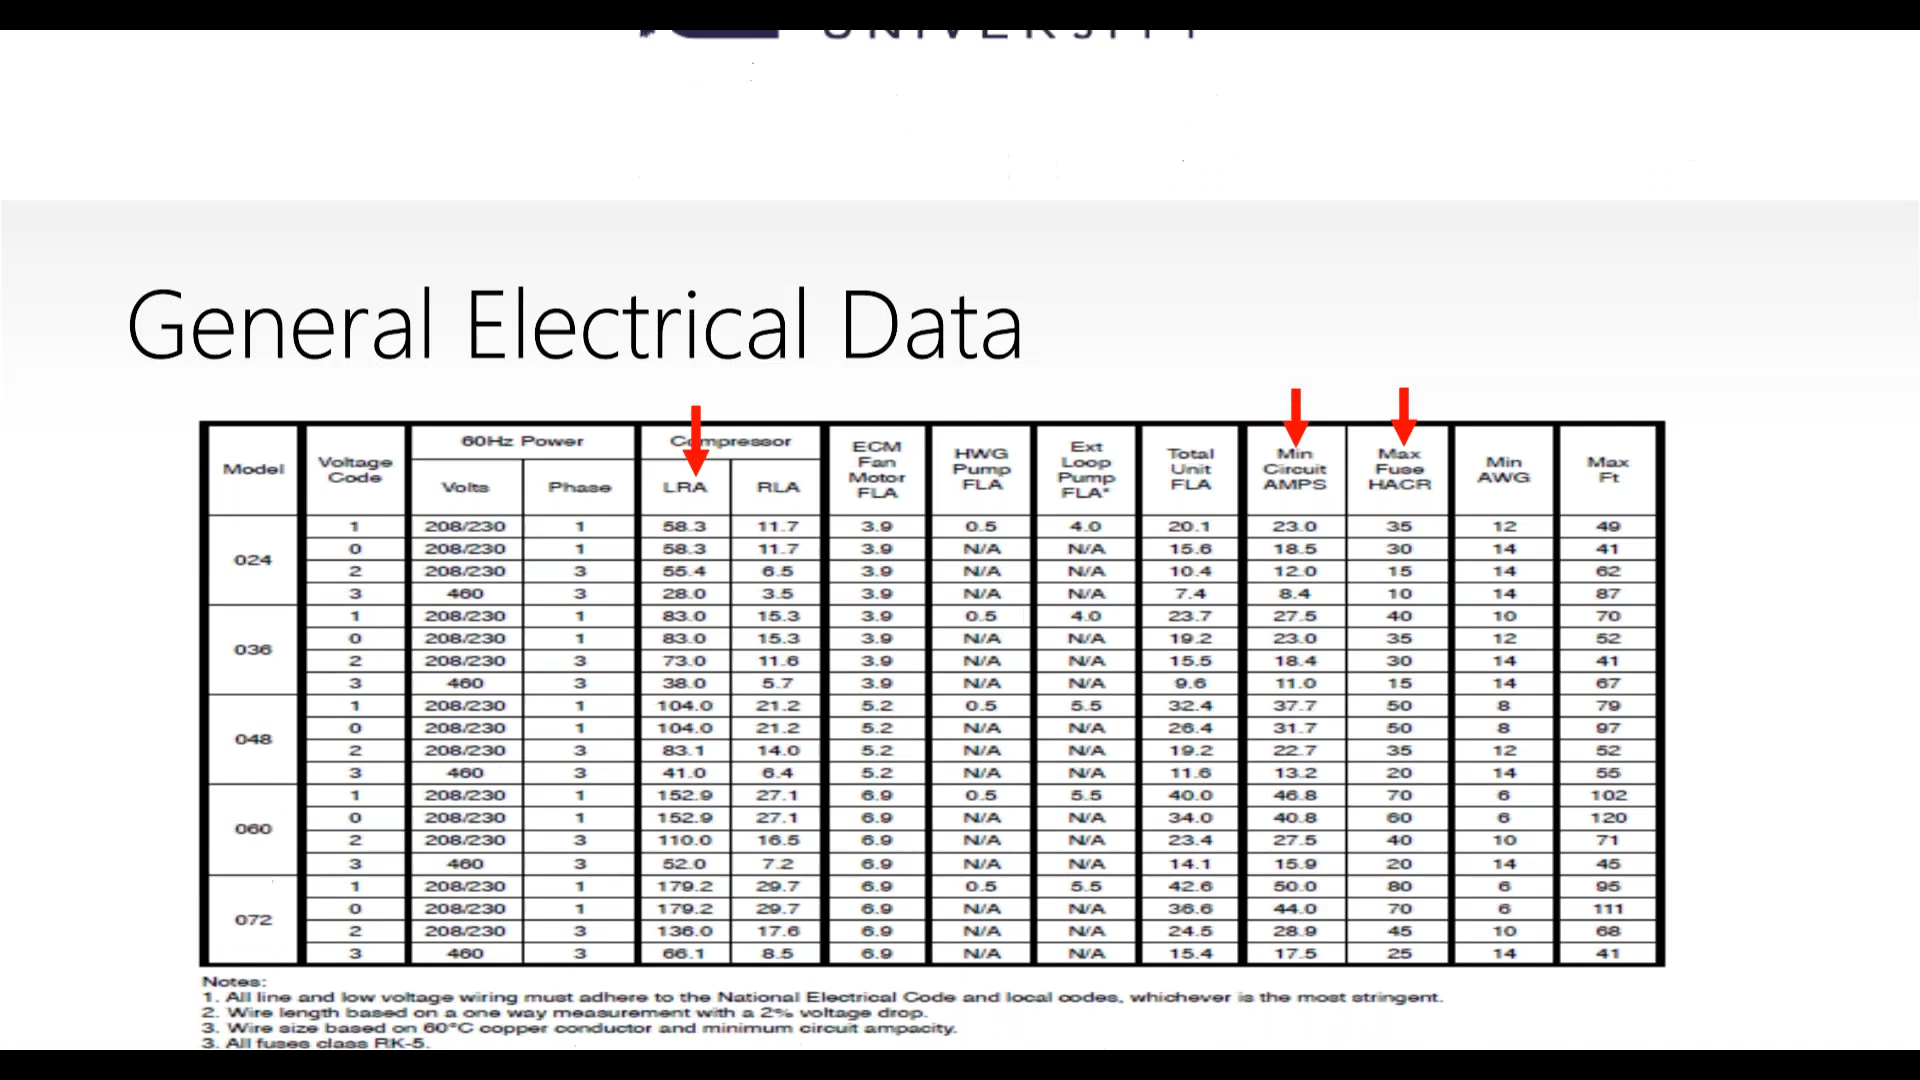 UNIVERSITY
General Electrical Data
Model Voltage Code 60Hz Power Compressor ECM Fan Motor FLA HWG Pump FLA Ext Loop Pump FLA* Total Unit FLA Min Circuit AMPS Max Fuse HACR Min AWG Max Ft
Volts Phase LRA RLA
024 1 208/230 1 58.3 11.7 3.9 0.5 4.0 20.1 23.0 35 12 49
0 208/230 1 58.3 11.7 3.9 N/A N/A 15.6 18.5 30 14 41
2 208/230 3 55.4 6.5 3.9 N/A N/A 10.4 12.0 15 14 62
3 460 3 28.0 3.5 3.9 N/A N/A 7.4 8.4 10 14 87
036 1 208/230 1 83.0 15.3 3.9 0.5 4.0 23.7 27.5 40 10 70
0 208/230 1 83.0 15.3 3.9 N/A N/A 19.2 23.0 35 12 52
2 208/230 3 73.0 11.6 3.9 N/A N/A 15.5 18.4 30 14 41
3 460 3 38.0 5.7 3.9 N/A N/A 9.6 11.0 15 14 67
048 1 208/230 1 104.0 21.2 5.2 0.5 5.5 32.4 37.7 50 8 79
0 208/230 1 104.0 21.2 5.2 N/A N/A 26.4 31.7 50 8 97
2 208/230 3 83.1 14.0 5.2 N/A N/A 19.2 22.7 35 12 52
3 460 3 41.0 6.4 5.2 N/A N/A 11.6 13.2 20 14 55
060 1 208/230 1 152.9 27.1 6.9 0.5 5.5 40.0 46.8 70 6 102
0 208/230 1 152.9 27.1 6.9 N/A N/A 34.0 40.8 60 6 120
2 208/230 3 110.0 16.5 6.9 N/A N/A 23.4 27.5 40 10 71
3 460 3 52.0 7.2 6.9 N/A N/A 14.1 15.9 20 14 45
072 1 208/230 1 179.2 29.7 6.9 0.5 5.5 42.6 50.0 80 6 95
0 208/230 1 179.2 29.7 6.9 N/A N/A 36.6 44.0 70 6 111
2 208/230 3 136.0 17.6 6.9 N/A N/A 24.5 28.9 45 10 68
3 460 3 66.1 8.5 6.9 N/A N/A 15.4 17.5 25 14 41
Notes:
1. All line and low voltage wiring must adhere to the National Electrical Code and local codes, whichever is the most stringent.
2. Wire length based on a one way measurement with a 2% voltage drop.
3. Wire size based on 60°C copper conductor and minimum circuit ampacity.
3. All fuses class RK-5.